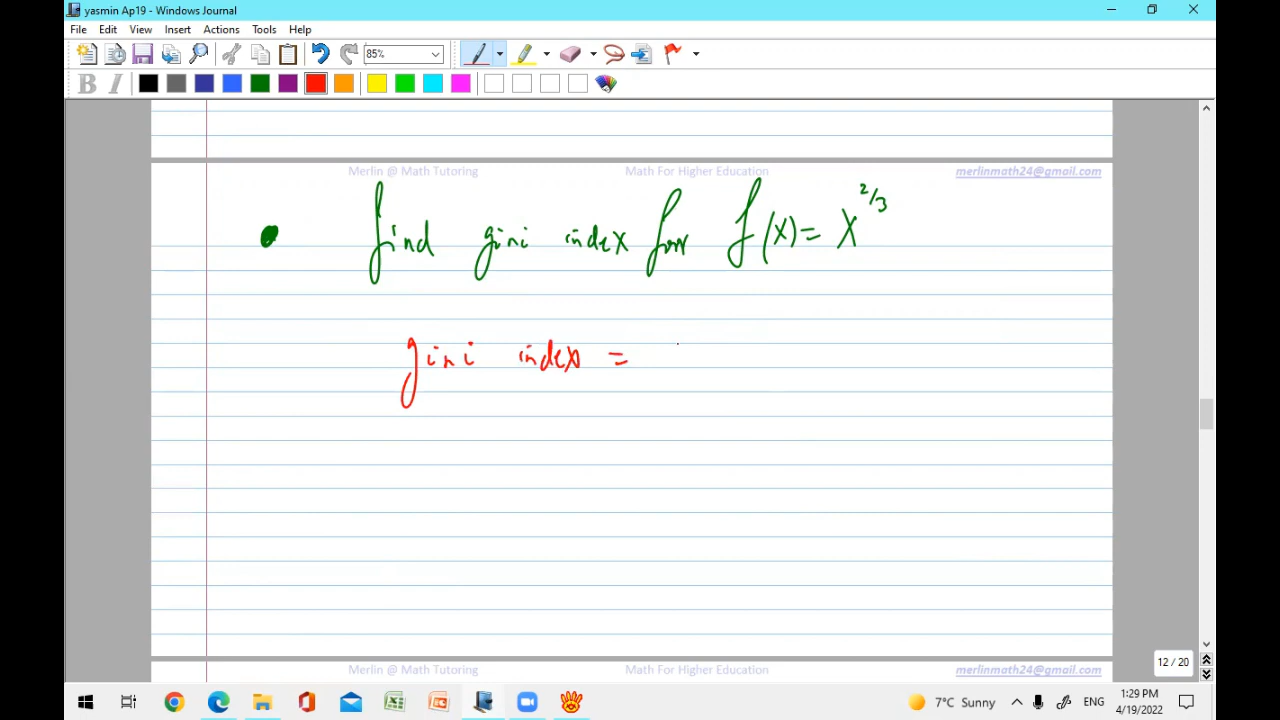 yasmin Ap19 - Windows Journal
File Edit View Insert Actions Tools Help
85%
B I
Merlin @ Math Tutoring Math For Higher Education merlinmath24@gmail.com
find gini index for f(x) = x^2/3
gini index =
12 / 20
Merlin @ Math Tutoring Math For Higher Education merlinmath24@gmail.com
7°C Sunny ENG 1:29 PM
4/19/2022